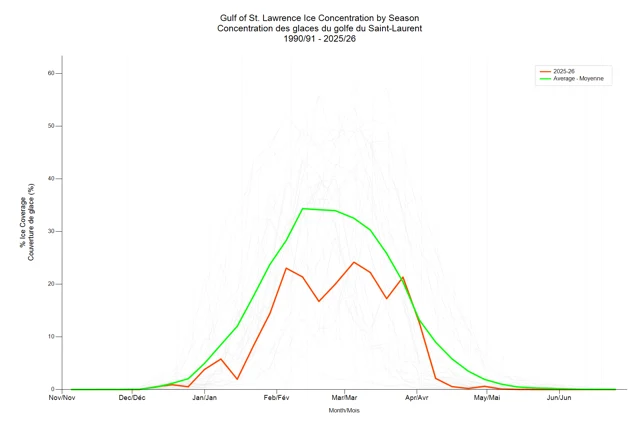 Gulf of St. Lawrence Ice Concentration by Season
Concentration des glaces du golfe du Saint-Laurent
1990/91 - 2025/26
2025-26
Average - Moyenne
% Ice Coverage
Couverture de glace (%)
60
50
40
30
20
10
0
Nov/Nov
Dec/Dec
Jan/Jan
Feb/Fév
Mar/Mar
Apr/Avr
May/Mai
Jun/Jun
Month/Mois